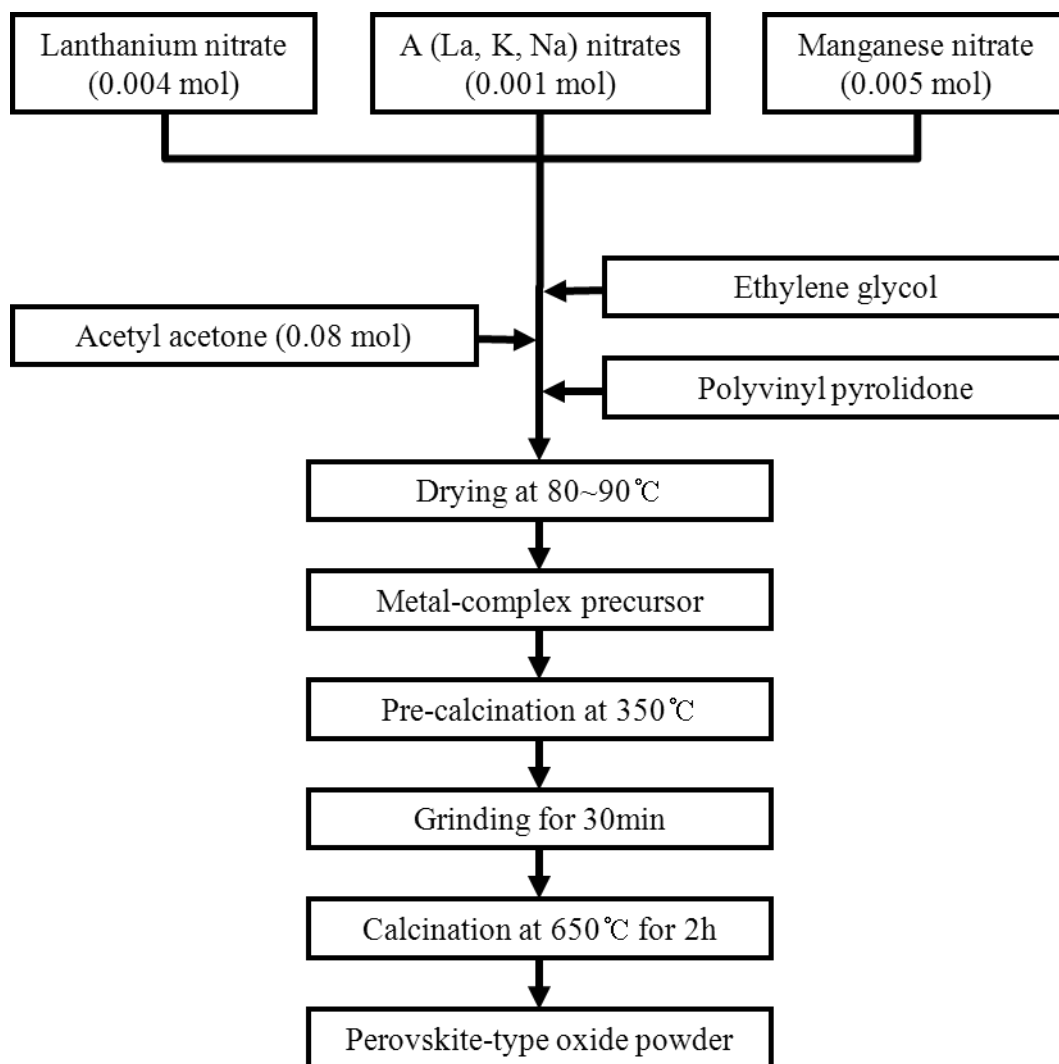 Lanthanium nitrate
(0.004 mol)
A (La, K, Na) nitrates
(0.001 mol)
Manganese nitrate
(0.005 mol)
Ethylene glycol
Acetyl acetone (0.08 mol)
Polyvinyl pyrolidone
Drying at 80~90℃
Metal-complex precursor
Pre-calcination at 350℃
Grinding for 30min
Calcination at 650℃ for 2h
Perovskite-type oxide powder